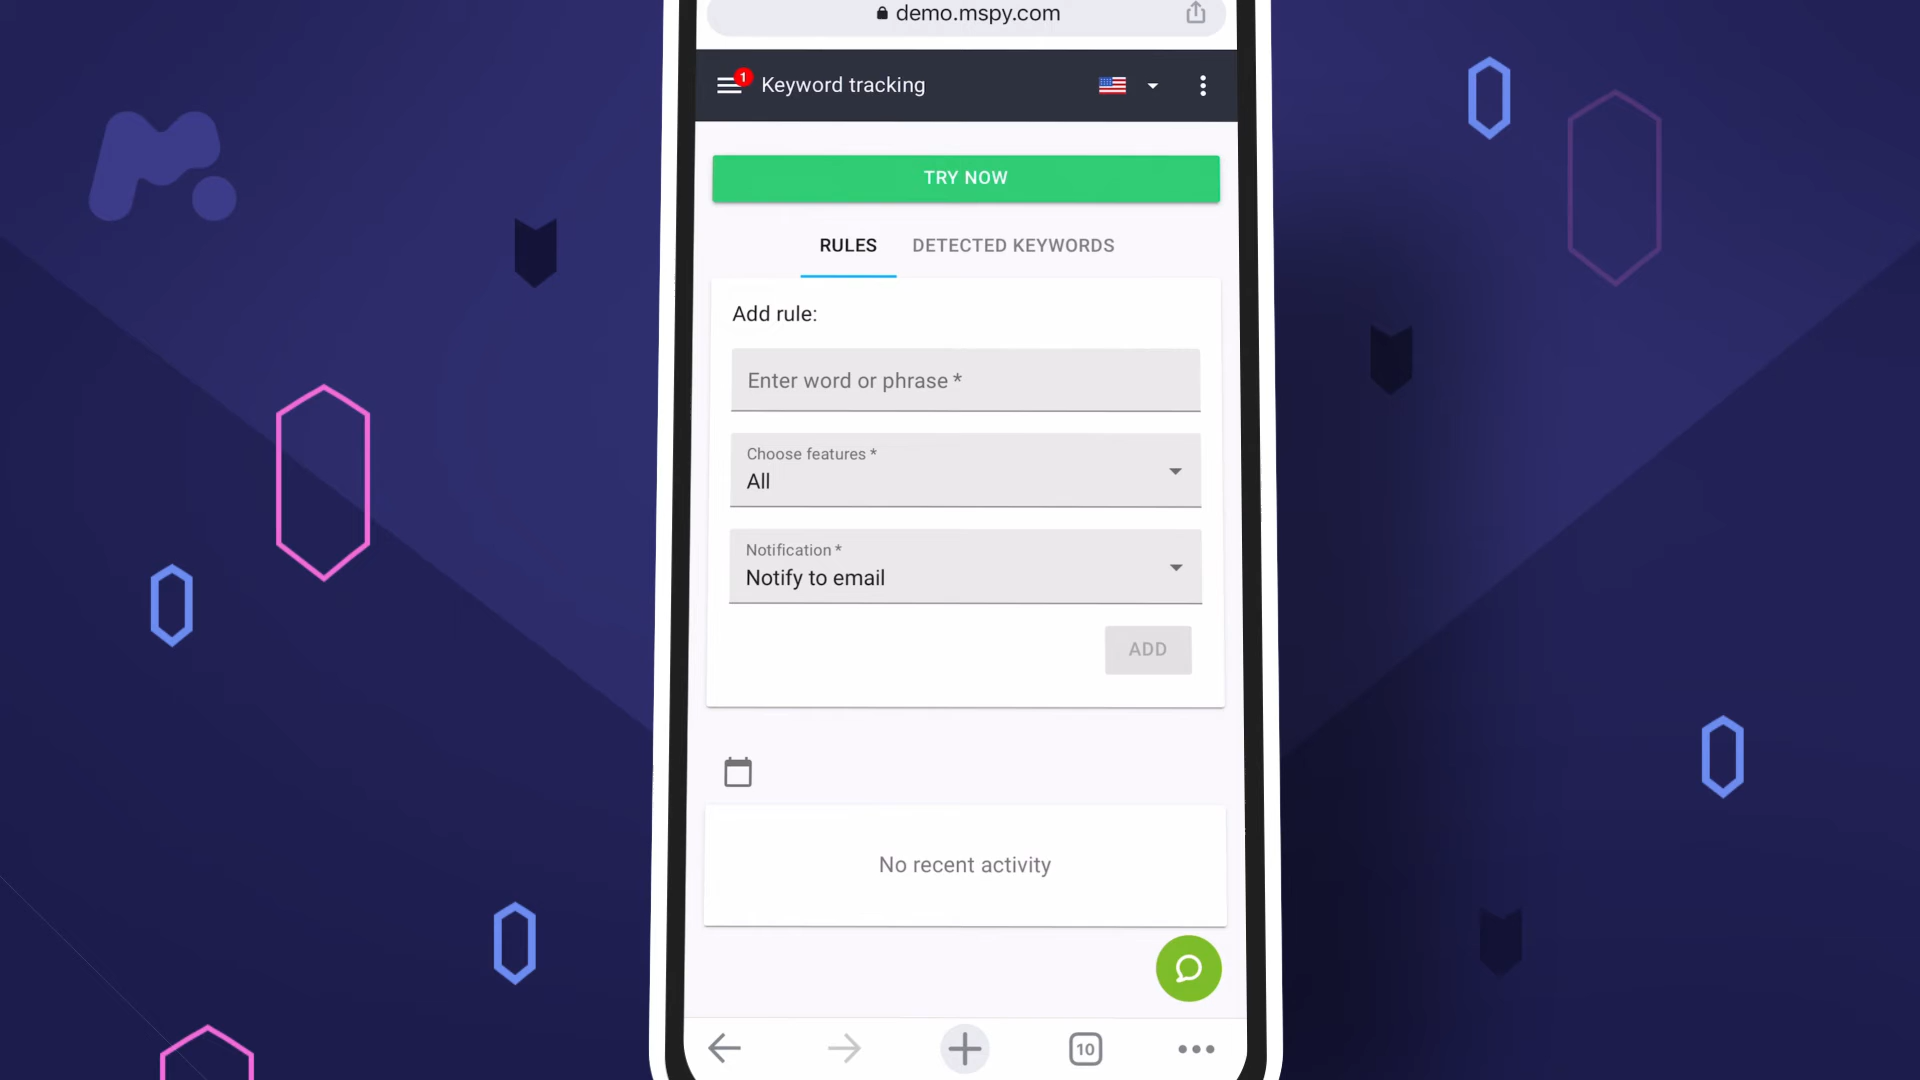 demo.mspy.com
1
Keyword tracking
TRY NOW
RULES
DETECTED KEYWORDS
Add rule:
Enter word or phrase *
Choose features *
All
Notification *
Notify to email
ADD
No recent activity
10